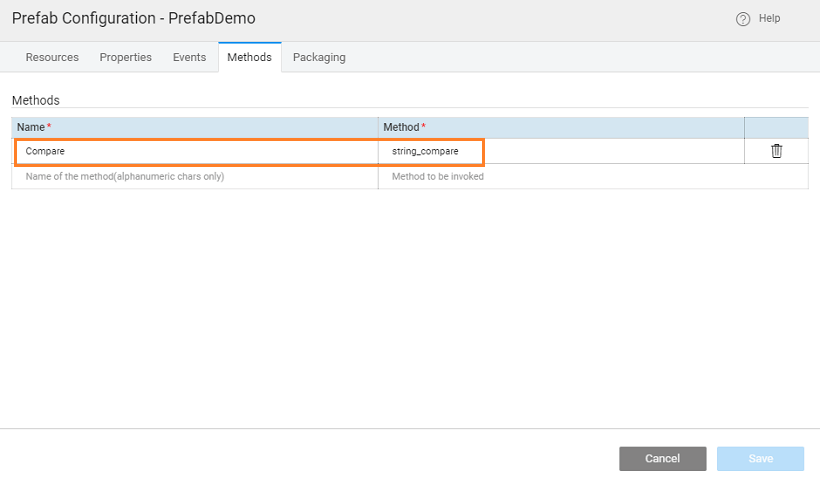 Prefab Configuration - PrefabDemo
? Help
Resources Properties Events Methods Packaging
Methods
Name * Method *
Compare string_compare
Name of the method(alphanumeric chars only) Method to be invoked
Cancel Save